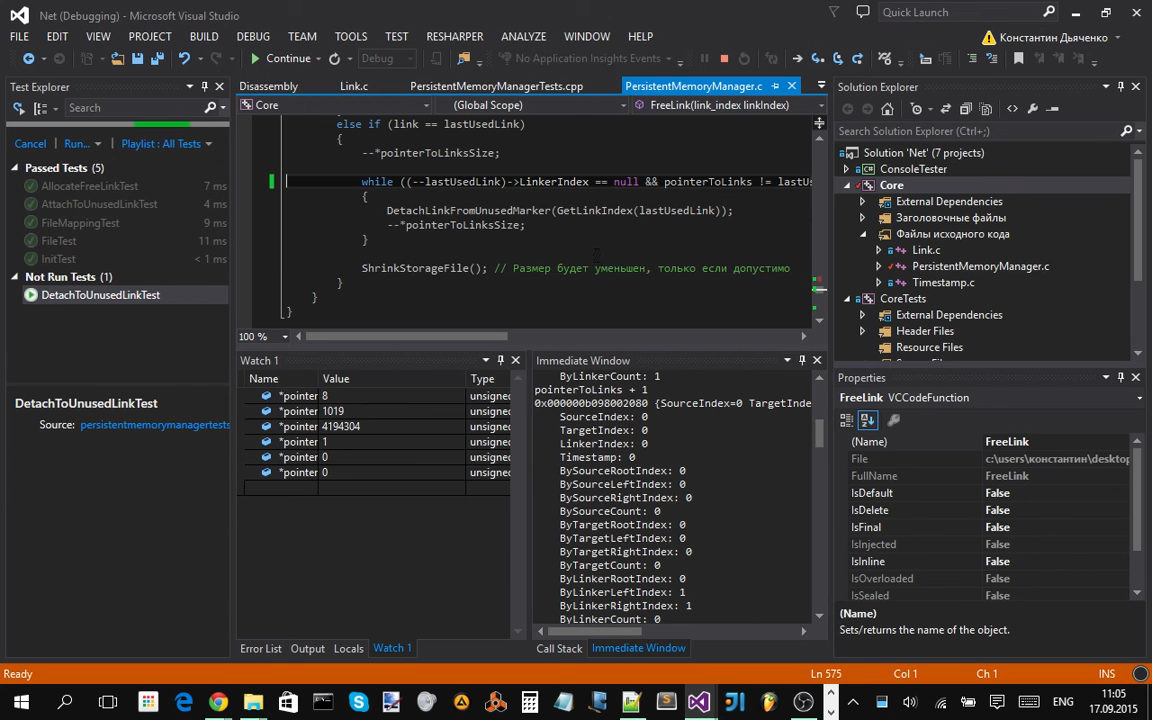 Net (Debugging) - Microsoft Visual Studio
Quick Launch
FILE EDIT VIEW PROJECT BUILD DEBUG TEAM TOOLS TEST RESHARPER ANALYZE WINDOW HELP
Константин Дьяченко
Continue
Debug
No Application Insights Events
Test Explorer
Search
Cancel Run... Playlist : All Tests
Passed Tests (5)
AllocateFreeLinkTest 7 ms
AttachToUnusedLinkTest 4 ms
FileMappingTest 9 ms
FileTest 11 ms
InitTest < 1 ms
Not Run Tests (1)
DetachToUnusedLinkTest
DetachToUnusedLinkTest
Source: persistentmemorymanagertests
Disassembly Link.c PersistentMemoryManagerTests.cpp PersistentMemoryManager.c
Core (Global Scope) FreeLink(link_index linkIndex)
else if (link == lastUsedLink)
{
--*pointerToLinksSize;
while ((--lastUsedLink)->LinkerIndex == null && pointerToLinks != lastUs
{
DetachLinkFromUnusedMarker(GetLinkIndex(lastUsedLink));
--*pointerToLinksSize;
}
ShrinkStorageFile(); // Размер будет уменьшен, только если допустимо
}
}
}
100 %
Watch 1
Name Value Type
*pointer 8 unsigned
*pointer 1019 unsigned
*pointer 4194304 unsigned
*pointer 1 unsigned
*pointer 0 unsigned
*pointer 0 unsigned
Error List Output Locals Watch 1
Immediate Window
ByLinkerCount: 1
pointerToLinks + 1
0x000000b098002080 {SourceIndex=0 TargetInde
SourceIndex: 0
TargetIndex: 0
LinkerIndex: 0
Timestamp: 0
BySourceRootIndex: 0
BySourceLeftIndex: 0
BySourceRightIndex: 0
BySourceCount: 0
ByTargetRootIndex: 0
ByTargetLeftIndex: 0
ByTargetRightIndex: 0
ByTargetCount: 0
ByLinkerRootIndex: 0
ByLinkerLeftIndex: 1
ByLinkerRightIndex: 1
ByLinkerCount: 0
Call Stack Immediate Window
Solution Explorer
Search Solution Explorer (Ctrl+;)
Solution 'Net' (7 projects)
ConsoleTester
Core
External Dependencies
Заголовочные файлы
Файлы исходного кода
Link.c
PersistentMemoryManager.c
Timestamp.c
CoreTests
External Dependencies
Header Files
Resource Files
Properties
FreeLink VCCodeFunction
(Name) FreeLink
File c:\users\константин\desktop
FullName FreeLink
IsDefault False
IsDelete False
IsFinal False
IsInjected False
IsInline False
IsOverloaded False
IsSealed False
(Name)
Sets/returns the name of the object.
Ready Ln 575 Col 1 Ch 1 INS
ENG 11:05
17.09.2015